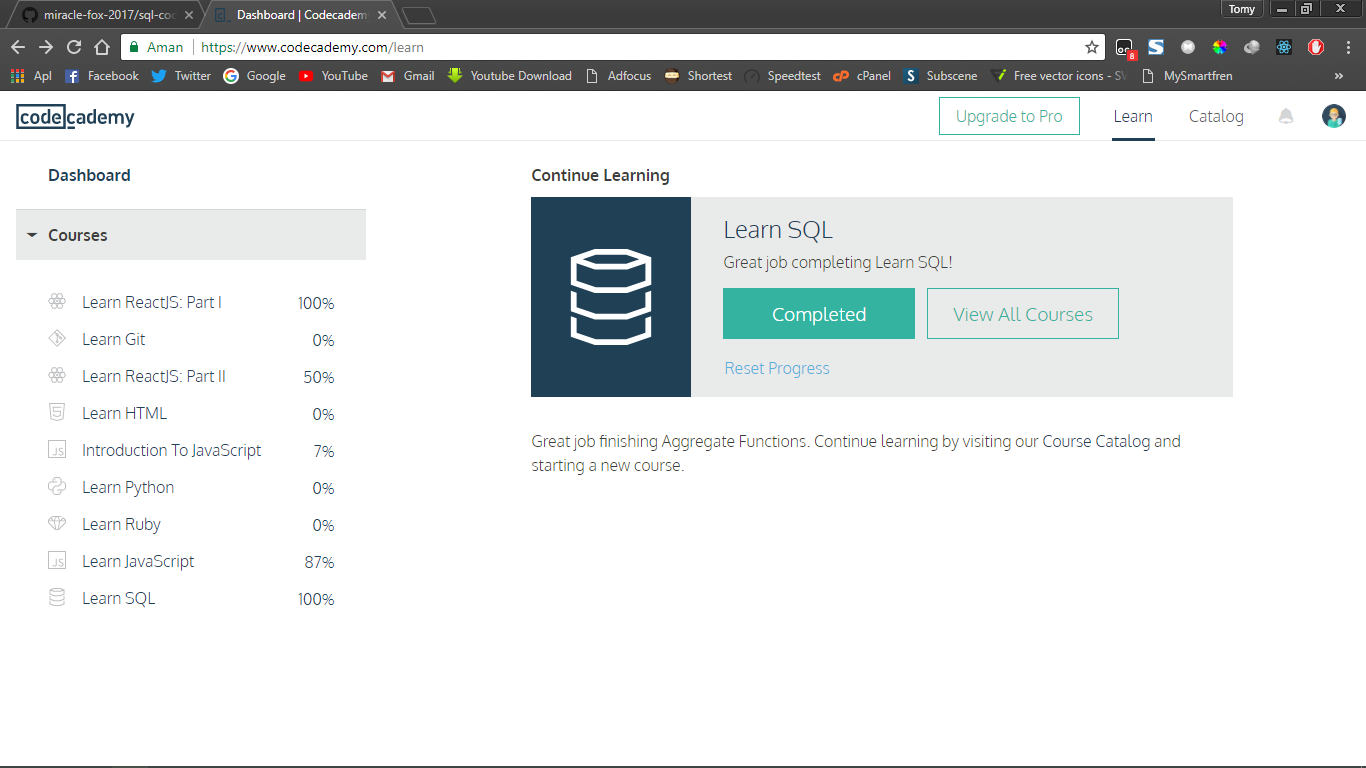 miracle-fox-2017/sql-coc
Dashboard | Codecadem
Tomy
Aman
https://www.codecademy.com/learn
8
Apl
Facebook
Twitter
Google
YouTube
Gmail
Youtube Download
Adfocus
Shortest
Speedtest
cPanel
Subscene
Free vector icons - SV
MySmartfren
codecademy
Upgrade to Pro
Learn
Catalog
Dashboard
Courses
Learn ReactJS: Part I 100%
Learn Git 0%
Learn ReactJS: Part II 50%
Learn HTML 0%
Introduction To JavaScript 7%
Learn Python 0%
Learn Ruby 0%
Learn JavaScript 87%
Learn SQL 100%
Continue Learning
Learn SQL
Great job completing Learn SQL!
Completed
View All Courses
Reset Progress
Great job finishing Aggregate Functions. Continue learning by visiting our Course Catalog and
starting a new course.